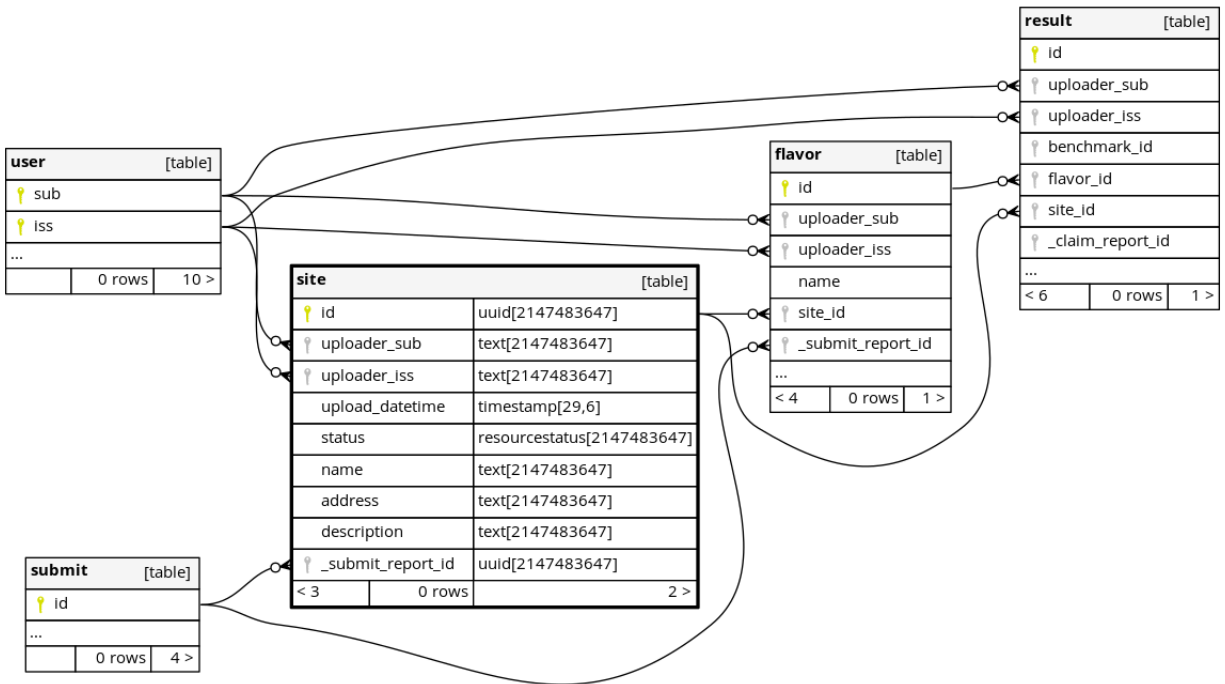 result [table]
id
uploader_sub
uploader_iss
benchmark_id
flavor_id
site_id
_claim_report_id
...
< 6 0 rows 1 >
user [table]
sub
iss
...
0 rows 10 >
flavor [table]
id
uploader_sub
uploader_iss
name
site_id
_submit_report_id
...
< 4 0 rows 1 >
site [table]
id uuid[2147483647]
uploader_sub text[2147483647]
uploader_iss text[2147483647]
upload_datetime timestamp[29,6]
status resourcestatus[2147483647]
name text[2147483647]
address text[2147483647]
description text[2147483647]
_submit_report_id uuid[2147483647]
< 3 0 rows 2 >
submit [table]
id
...
0 rows 4 >